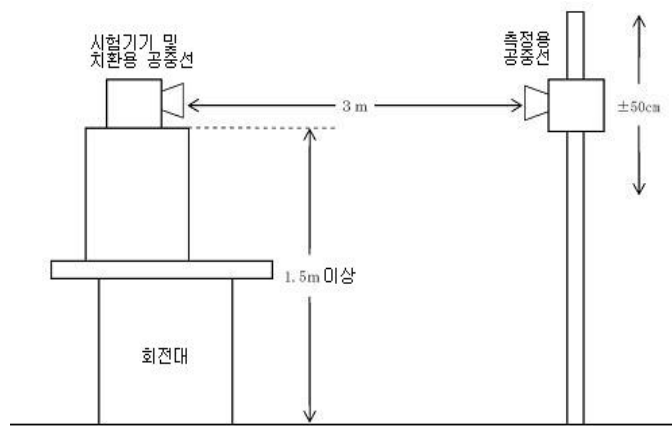 시험기기 및
치환용 공중선
측정용
공중선
3 m
±50㎝
1.5m 이상
회전대